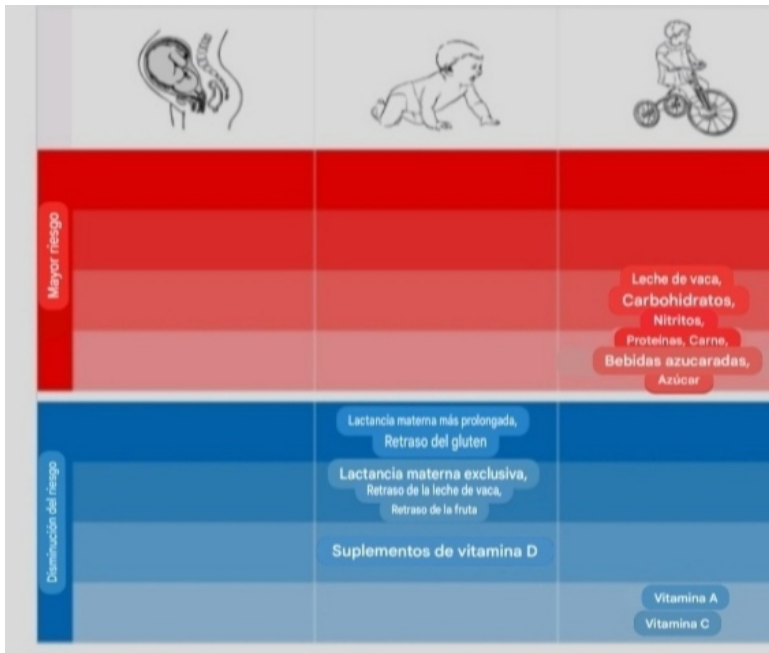 Mayor riesgo
Leche de vaca,
Carbohidratos,
Nitritos,
Proteínas, Carne,
Bebidas azucaradas,
Azúcar
Disminución del riesgo
Lactancia materna más prolongada,
Retraso del gluten
Lactancia materna exclusiva,
Retraso de la leche de vaca,
Retraso de la fruta
Suplementos de vitamina D
Vitamina A
Vitamina C